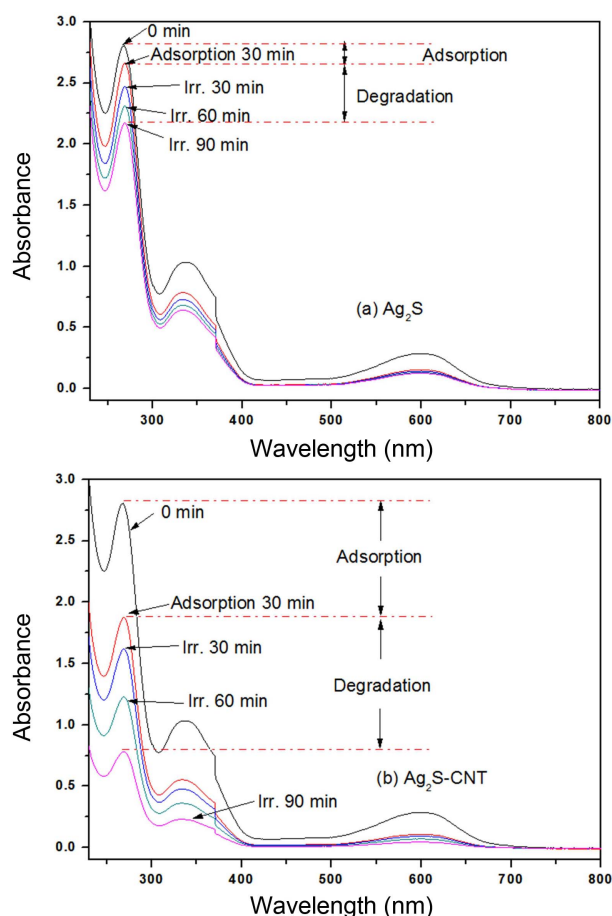 3.0
0 min
Adsorption 30 min
Adsorption
2.5
Irr. 30 min
Degradation
Irr. 60 min
2.0
Irr. 90 min
1.5
Absorbance
1.0
(a) Ag₂S
0.5
0.0
300 400 500 600 700 800
Wavelength (nm)
3.0
0 min
2.5
Adsorption
2.0
Adsorption 30 min
Irr. 30 min
1.5
Absorbance
Irr. 60 min
Degradation
1.0
(b) Ag₂S-CNT
0.5
Irr. 90 min
0.0
300 400 500 600 700 800
Wavelength (nm)